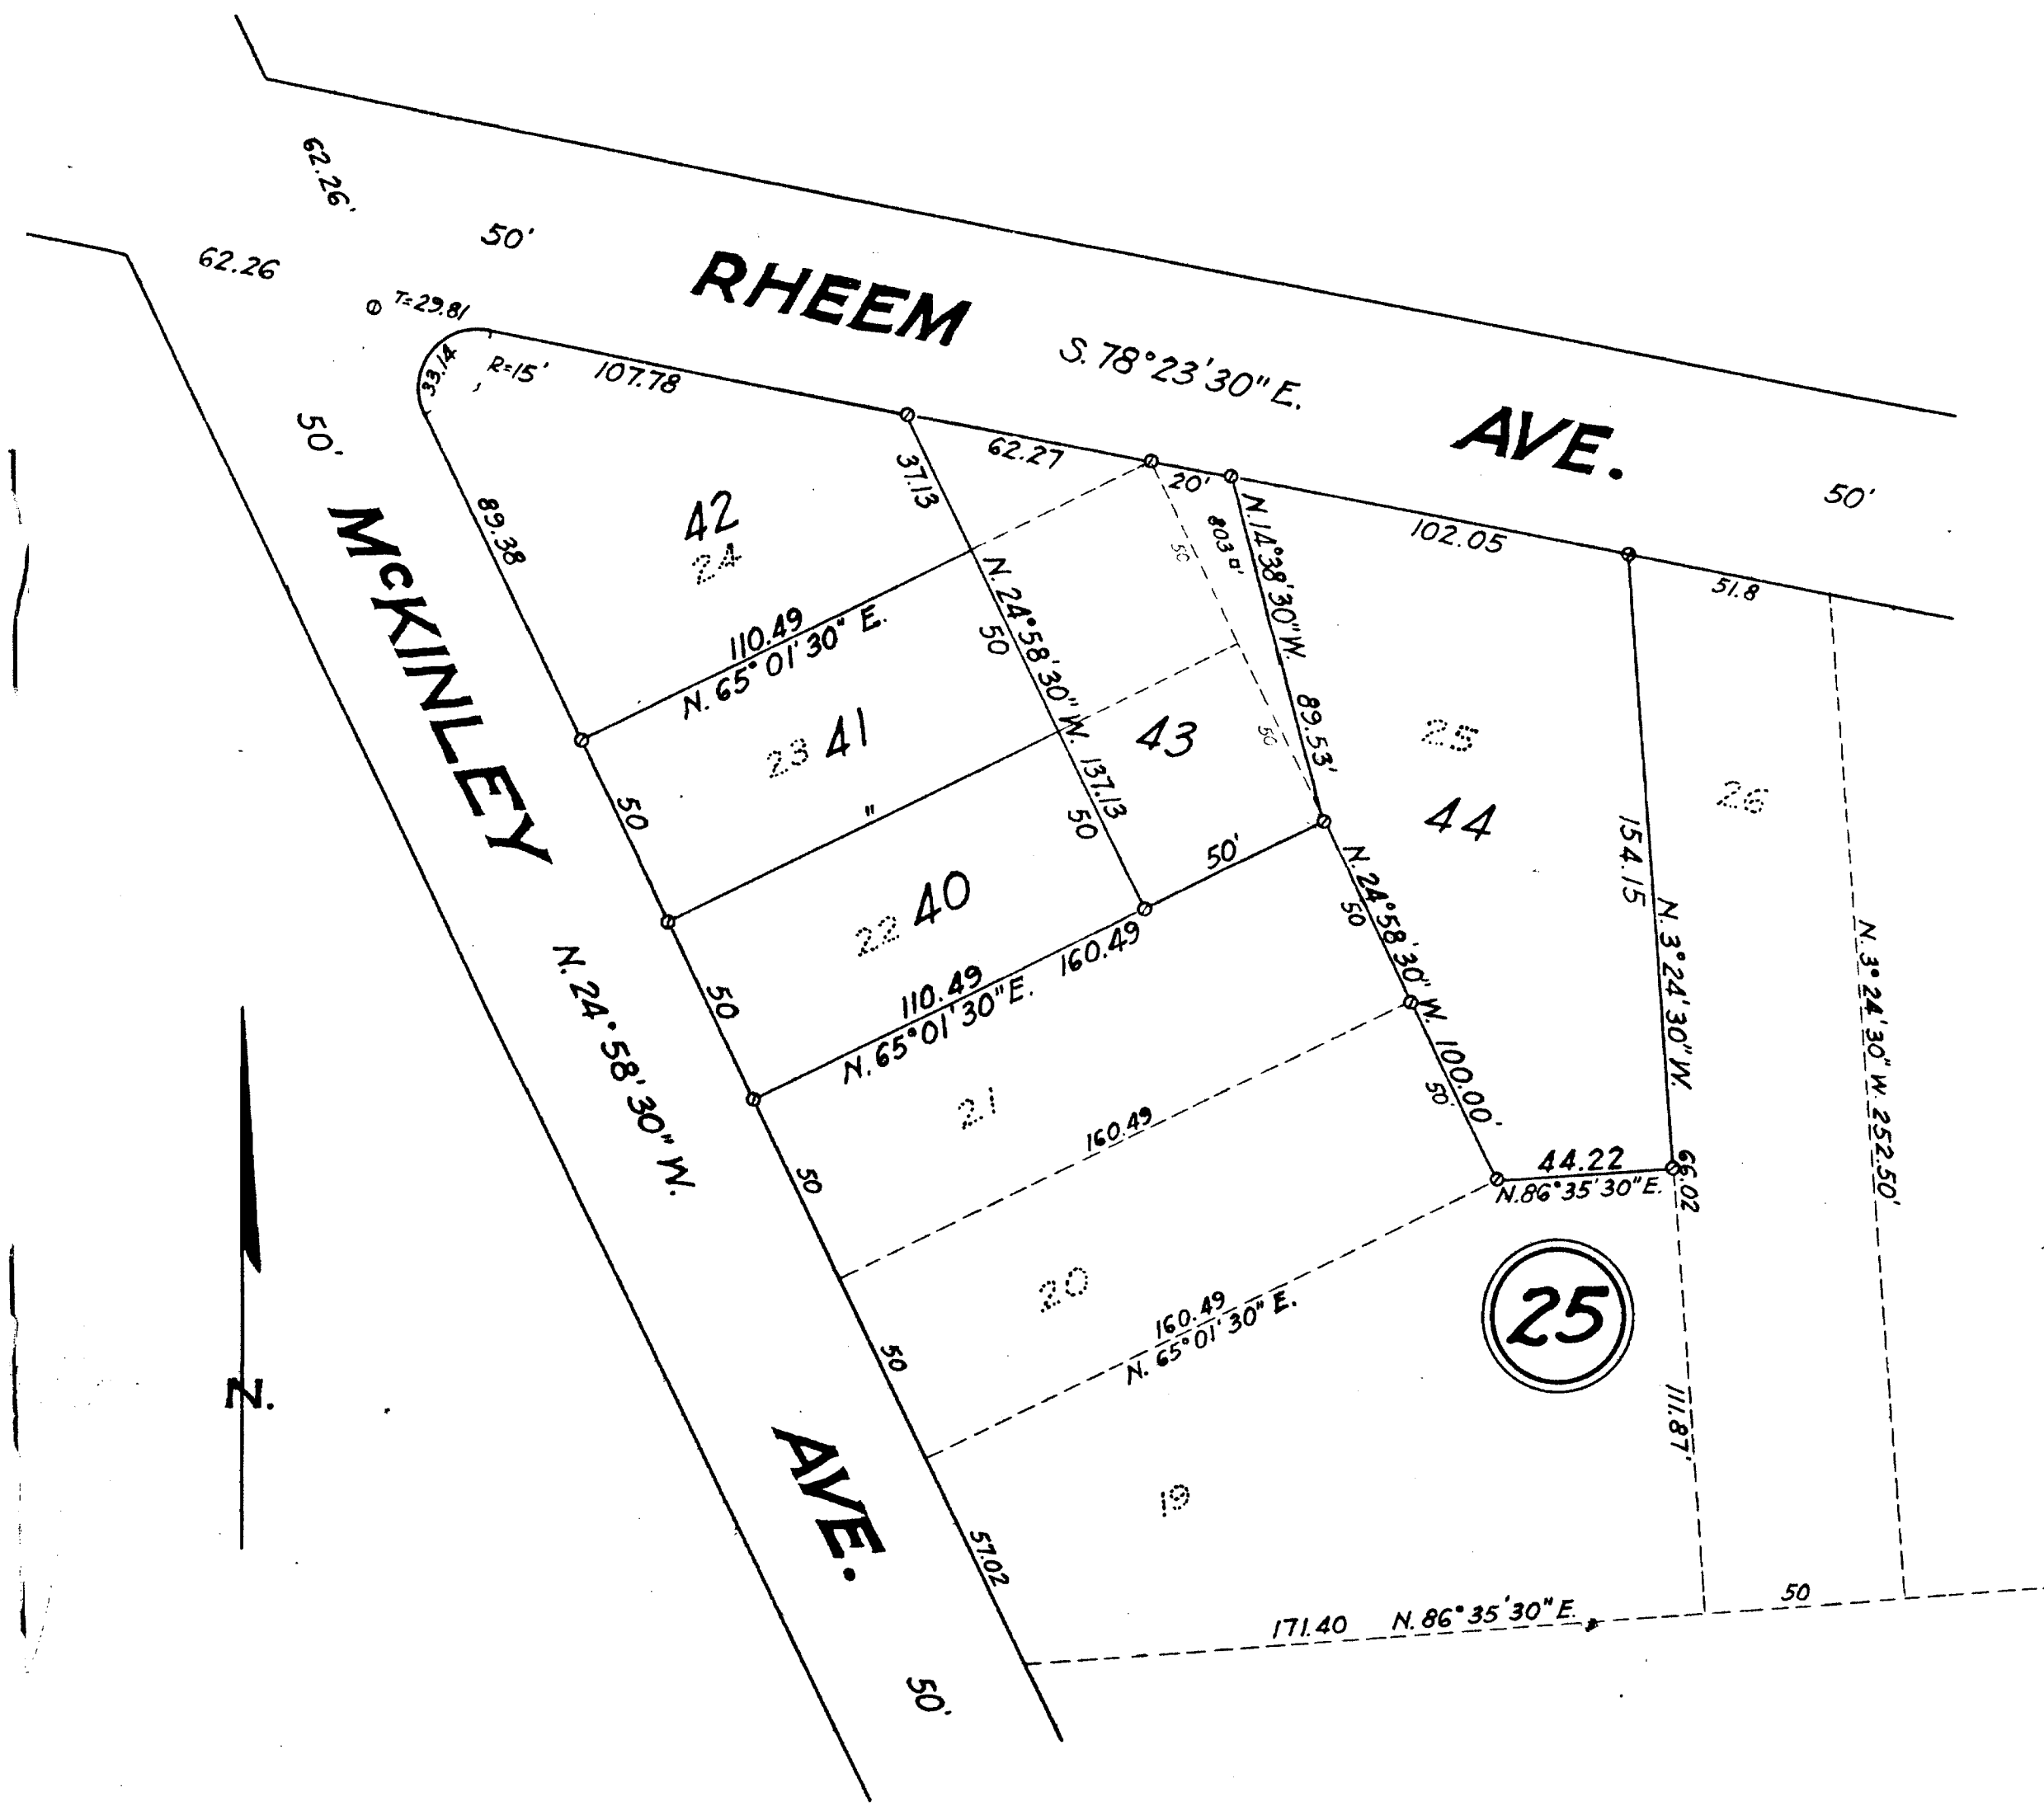 62.26'
62.26
50'
T=29.81
RHEEM
S. 78°23'30" E.
AVE.
50'
33.14
R=15'
107.78
62.27
20'
102.05
51.8
50'
McKINLEY
N. 24°58'30" W.
AVE.
50'
89.38
42
24
37.13
110.49
N. 65°01'30" E.
N. 24°58'30" W. 137.13
50
50
50
803 □'
50
N. 14°38'30" W. 89.53'
23 41
"
43
25
44
26
50
22 40
50'
110.49
160.49
N. 65°01'30" E.
50
N. 24°58'30" W. 100.00'
50
50'
154.15
N. 3°24'30" W.
N. 3°24'30" W. 252.50'
21
160.49
50
44.22
N. 86°35'30" E.
66.02
20
160.49
N. 65°01'30" E.
50
25
111.87'
N.
19
57.02
171.40 N. 86°35'30" E.
50